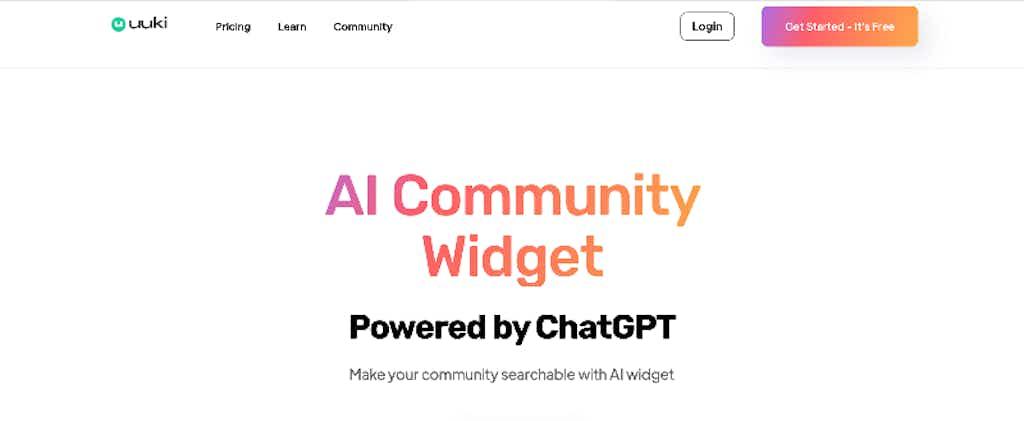 uuki
Pricing Learn Community Login Get Started - It's Free
AI Community
Widget
Powered by ChatGPT
Make your community searchable with AI widget